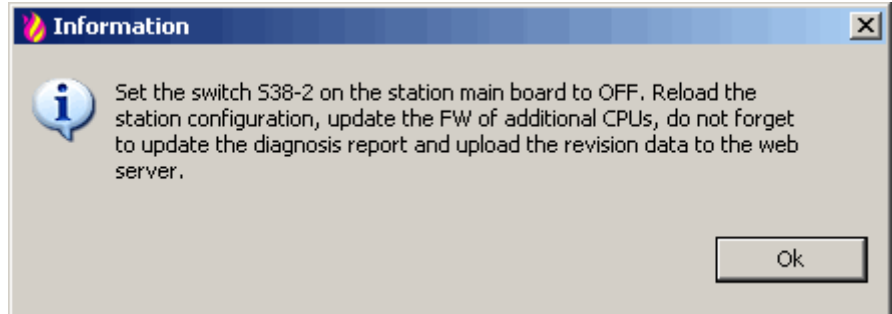 Information
Set the switch S38-2 on the station main board to OFF. Reload the
station configuration, update the FW of additional CPUs, do not forget
to update the diagnosis report and upload the revision data to the web
server.
Ok